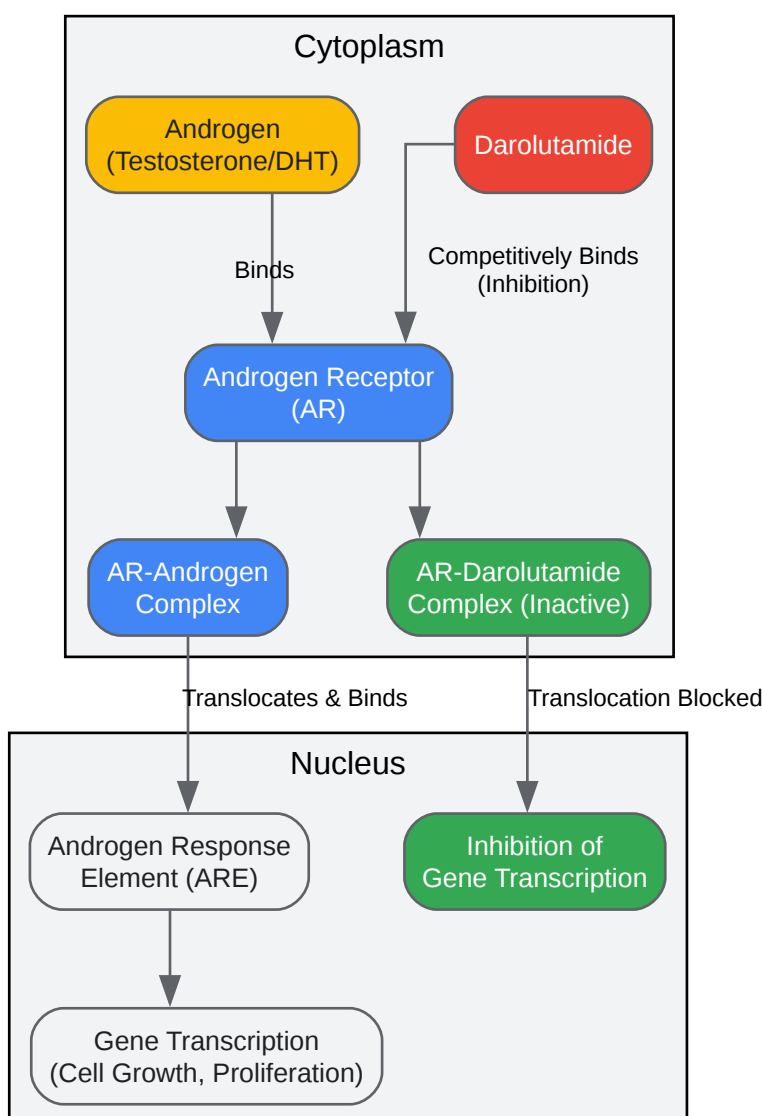 Cytoplasm
Androgen
(Testosterone/DHT)
Darolutamide
Binds
Competitively Binds
(Inhibition)
Androgen Receptor
(AR)
AR-Androgen
Complex
AR-Darolutamide
Complex (Inactive)
Translocates & Binds
Translocation Blocked
Nucleus
Androgen Response
Element (ARE)
Inhibition of
Gene Transcription
Gene Transcription
(Cell Growth, Proliferation)